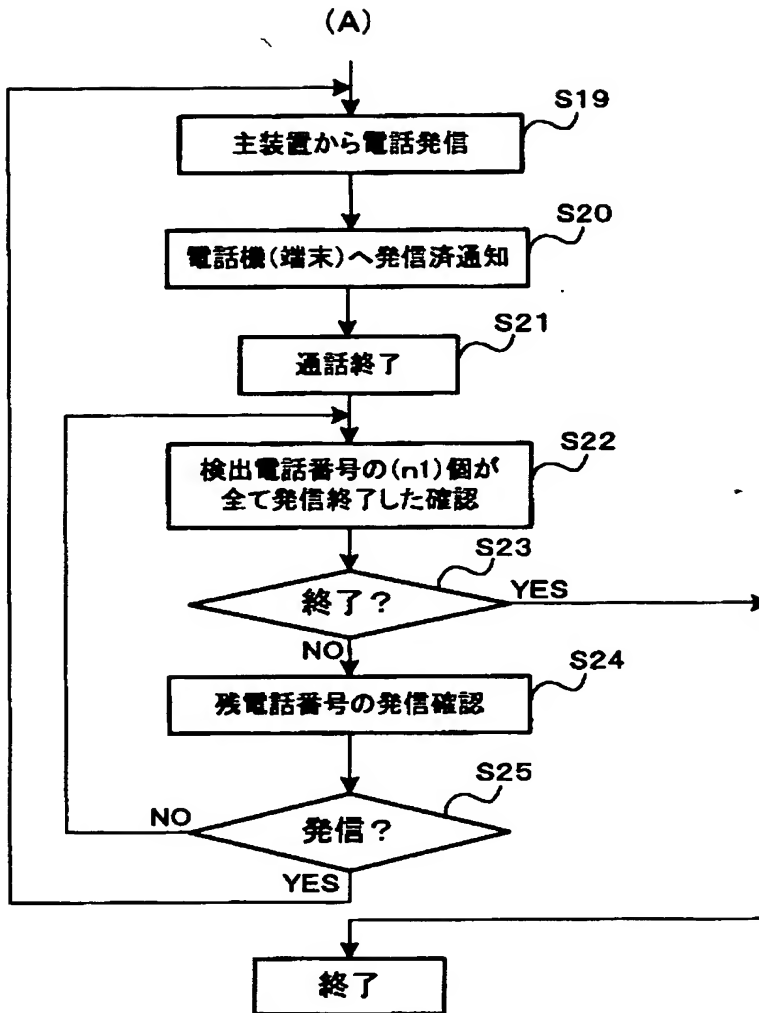 (A)
S19
主装置から電話発信
S20
電話機(端末)へ発信済通知
S21
通話終了
S22
検出電話番号の(n1)個が
全て発信終了した確認
S23
終了？
YES
NO
S24
残電話番号の発信確認
S25
NO
発信？
YES
終了